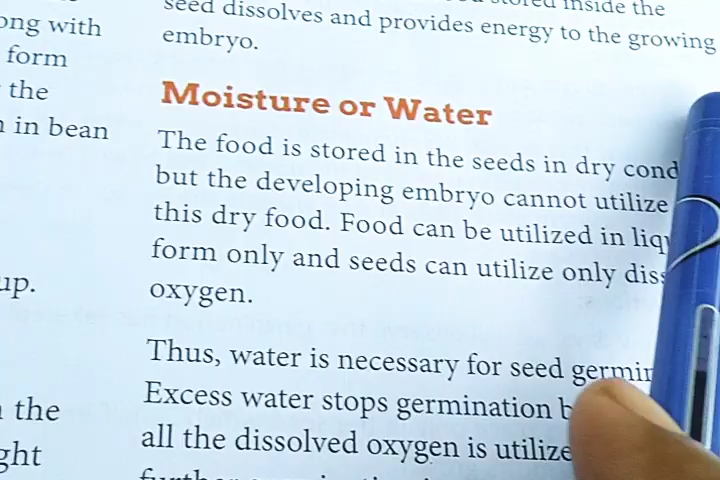 ong with
form
the
in bean
up.
the
ght
inside the
seed dissolves and provides energy to the growing
embryo.
Moisture or Water
The food is stored in the seeds in dry cond
but the developing embryo cannot utilize
this dry food. Food can be utilized in liq
form only and seeds can utilize only diss
oxygen.
Thus, water is necessary for seed germin
Excess water stops germination b
all the dissolved oxygen is utilize